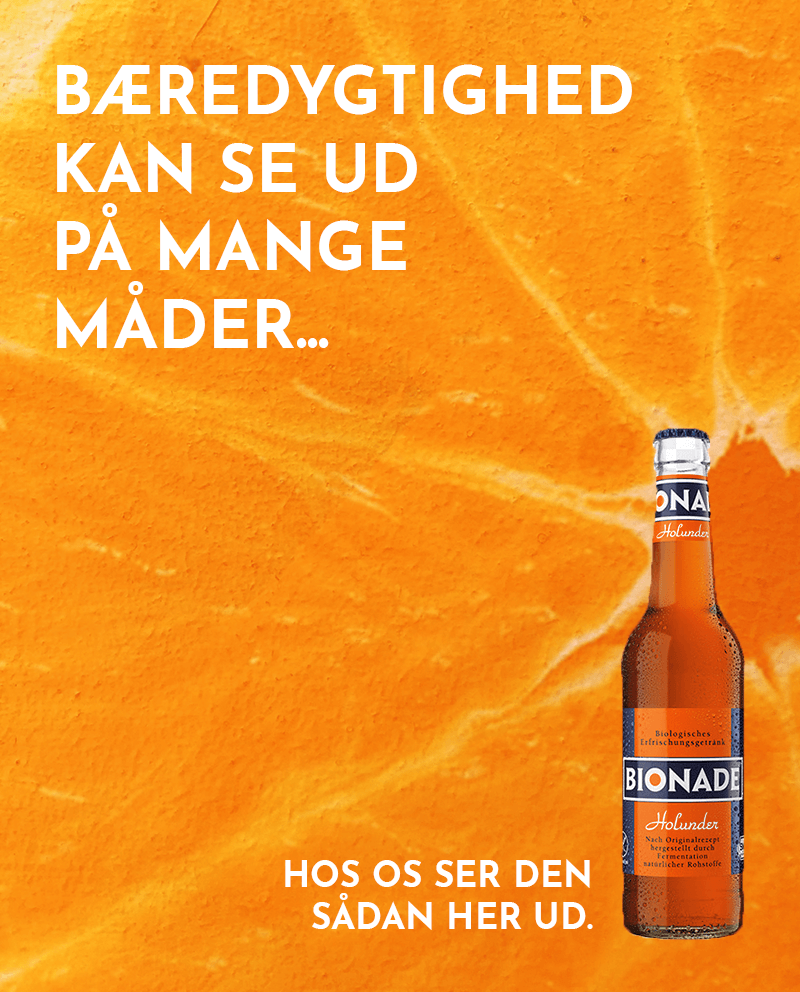 BÆREDYGTIGHED
KAN SE UD
PÅ MANGE
MÅDER...
BIONA
Holunder
Biologisches
Erfrischungsgetränk
BIONADE
Holunder
Nach Originalrezept
hergestellt durch
Fermentation
natürlicher Rohstoffe
HOS OS SER DEN
SÅDAN HER UD.